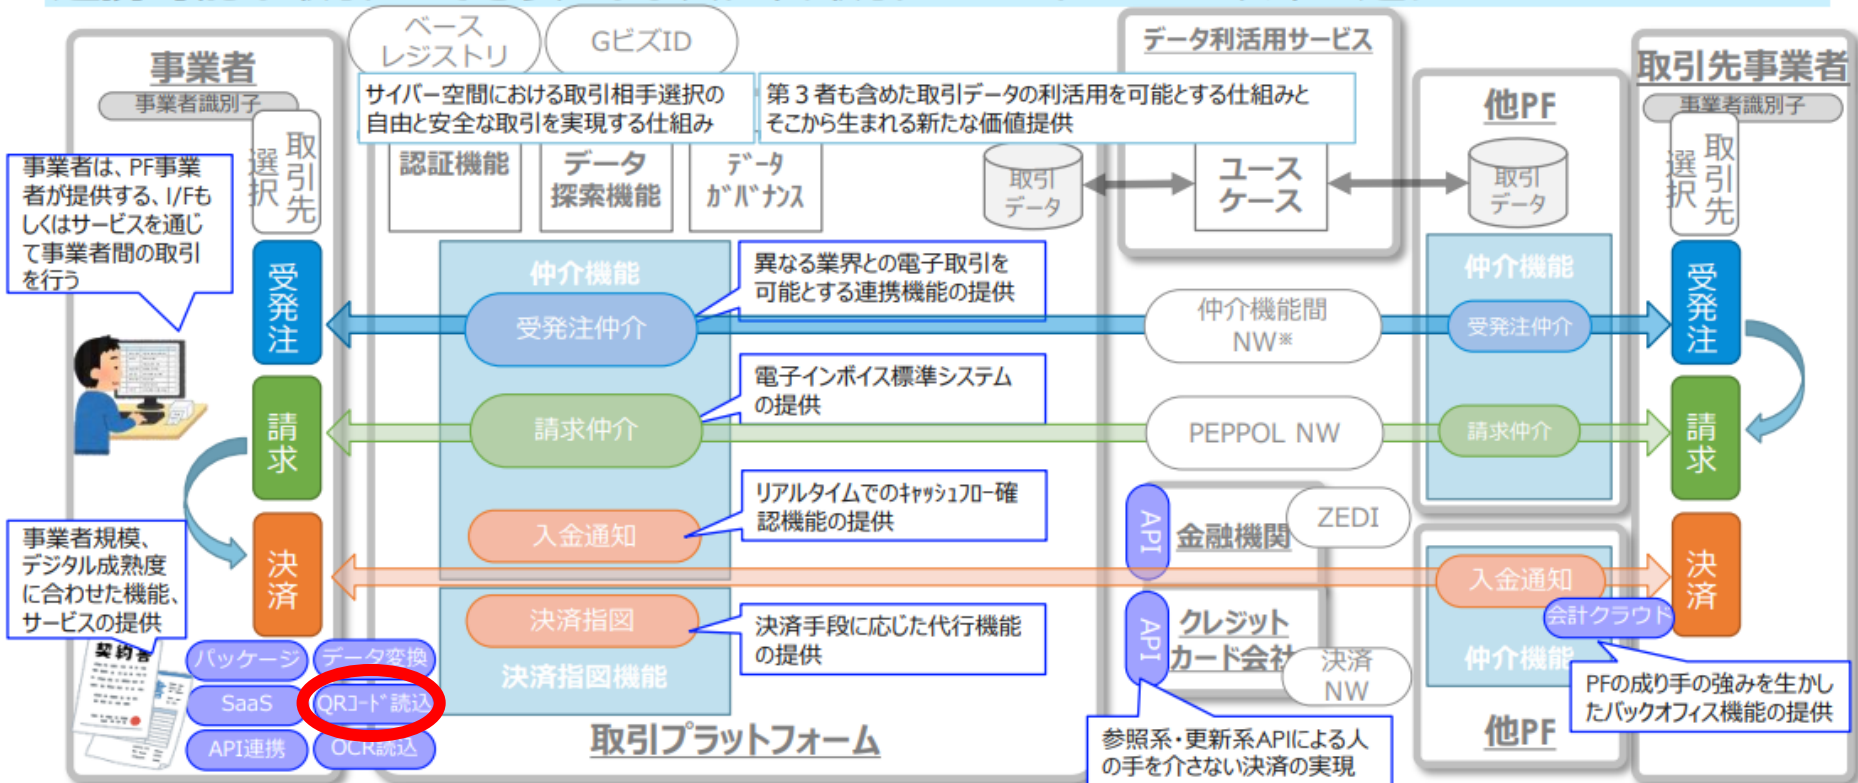 事業者
事業者識別子
取引先
選択
事業者は、PF事業
者が提供する、I/Fも
しくはサービスを通じ
て事業者間の取引
を行う
受発注
請求
決済
事業者規模、
デジタル成熟度
に合わせた機能、
サービスの提供
契約書
パッケージ
データ変換
SaaS
QRｺｰﾄﾞ読込
API連携
OCR読込
ベース
レジストリ
GビズID
サイバー空間における取引相手選択の
自由と安全な取引を実現する仕組み
第3者も含めた取引データの利活用を可能とする仕組みと
そこから生まれる新たな価値提供
認証機能
データ
探索機能
ﾃﾞｰﾀ
ｶﾞﾊﾞﾅﾝｽ
取引
データ
仲介機能
受発注仲介
異なる業界との電子取引を
可能とする連携機能の提供
請求仲介
電子インボイス標準システム
の提供
入金通知
リアルタイムでのｷｬｯｼｭﾌﾛｰ確
認機能の提供
決済指図
決済手段に応じた代行機能
の提供
決済指図機能
取引プラットフォーム
データ利活用サービス
ユース
ケース
仲介機能間
NW※
PEPPOL NW
API
金融機関
ZEDI
API
クレジット
カード会社
決済
NW
参照系・更新系APIによる人
の手を介さない決済の実現
他PF
取引
データ
仲介機能
受発注仲介
請求仲介
入金通知
会計クラウド
仲介機能
PFの成り手の強みを生かし
たバックオフィス機能の提供
他PF
取引先事業者
事業者識別子
取引先
選択
受発注
請求
決済